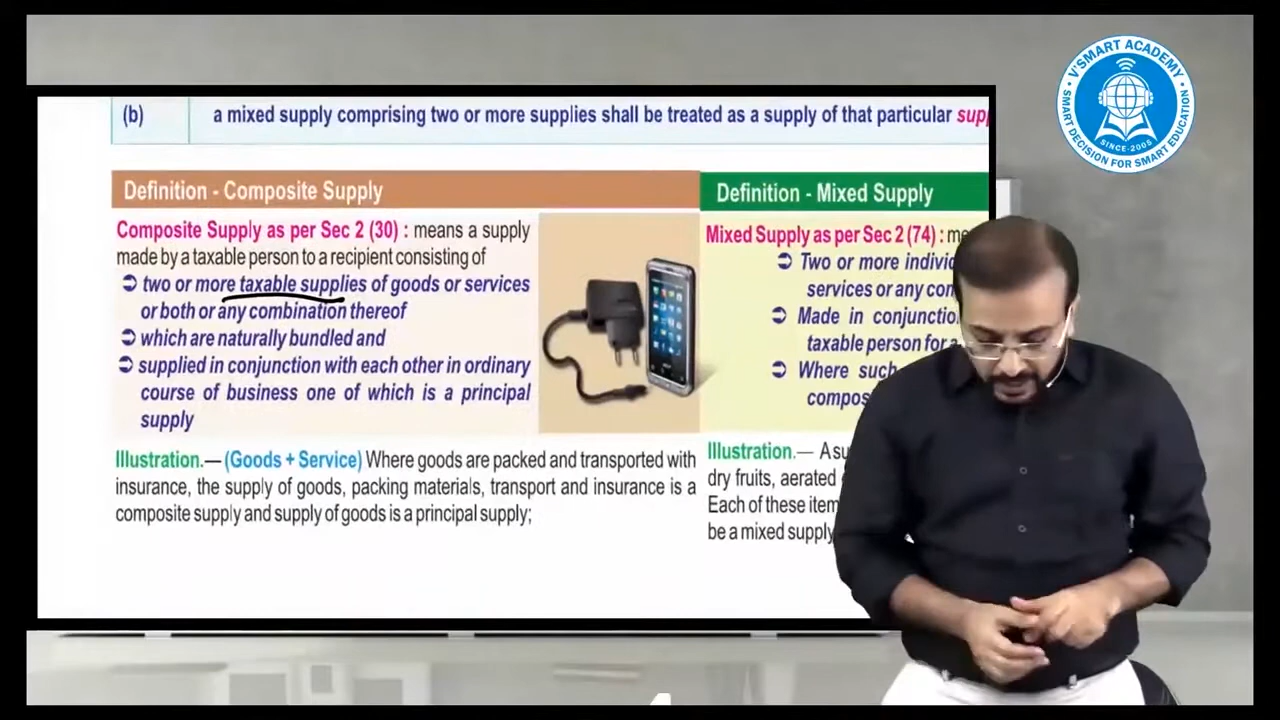 (b) a mixed supply comprising two or more supplies shall be treated as a supply of that particular
Definition - Composite Supply
Composite Supply as per Sec 2 (30) : means a supply
made by a taxable person to a recipient consisting of
➲ two or more taxable supplies of goods or services
or both or any combination thereof
➲ which are naturally bundled and
➲ supplied in conjunction with each other in ordinary
course of business one of which is a principal
supply
Illustration.— (Goods + Service) Where goods are packed and transported with
insurance, the supply of goods, packing materials, transport and insurance is a
composite supply and supply of goods is a principal supply;
Definition - Mixed Supply
Mixed Supply as per Sec 2 (74) :
➲ Two or more
services or any
➲ Made in
taxable person for
➲ Where such
Illustration.— A
dry fruits, aerated
Each of these
be a mixed supply
V'SMART ACADEMY
SMART DECISION FOR SMART EDUCATION
SINCE-2005